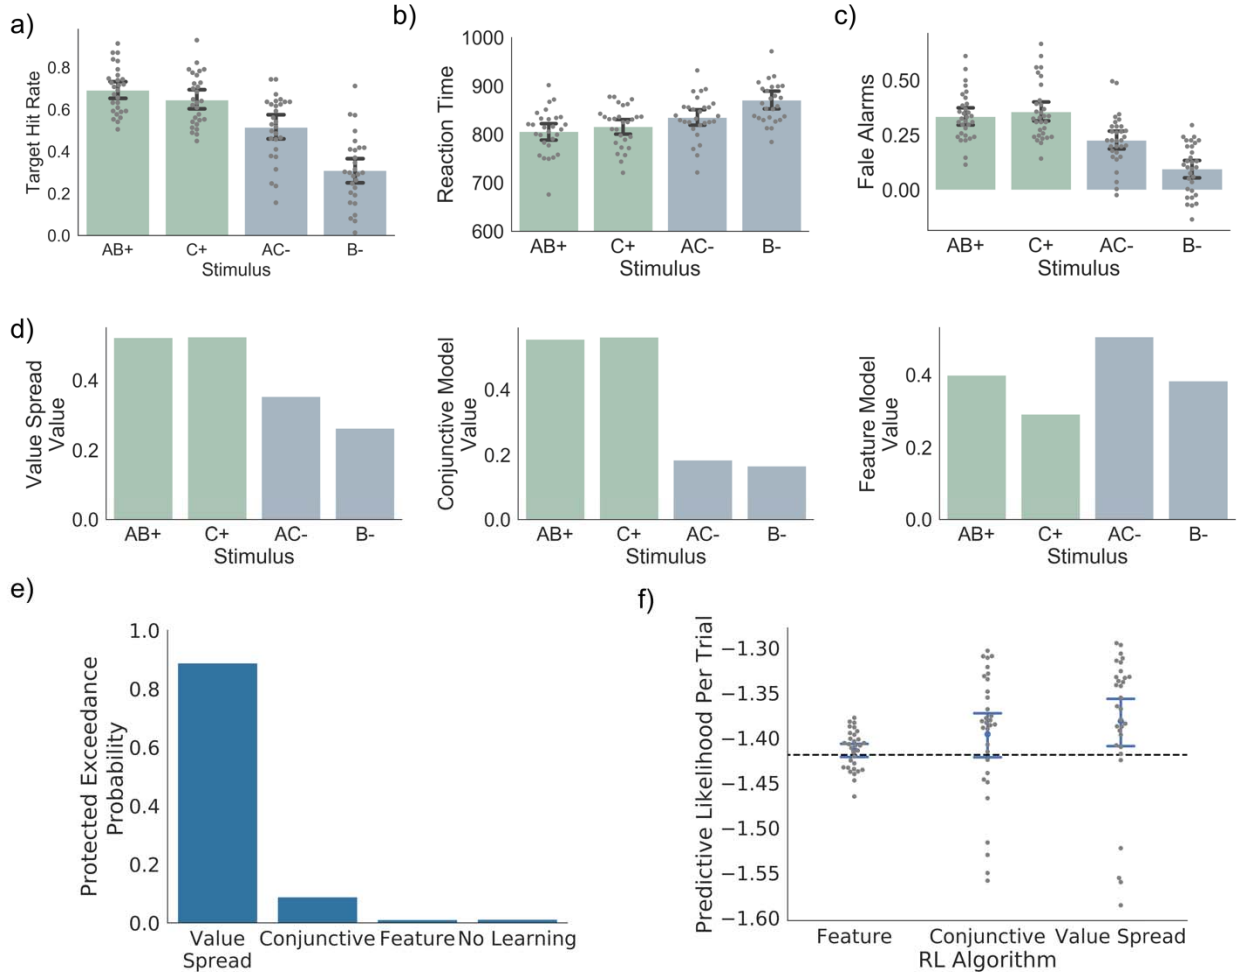 a)
Target Hit Rate
0.8
0.6
0.4
0.2
0.0
AB+ C+ AC- B-
Stimulus
b)
Reaction Time
1000
900
800
700
600
AB+ C+ AC- B-
Stimulus
c)
Fale Alarms
0.50
0.25
0.00
AB+ C+ AC- B-
Stimulus
d)
Value Spread
Value
0.4
0.2
0.0
AB+ C+ AC- B-
Stimulus
Conjunctive Model
Value
0.4
0.2
0.0
AB+ C+ AC- B-
Stimulus
Feature Model
Value
0.4
0.2
0.0
AB+ C+ AC- B-
Stimulus
e)
Protected Exceedance
Probability
1.0
0.8
0.6
0.4
0.2
0.0
Value Conjunctive Feature No Learning
Spread
f)
Predictive Likelihood Per Trial
−1.30
−1.35
−1.40
−1.45
−1.50
−1.55
−1.60
Feature Conjunctive Value Spread
RL Algorithm